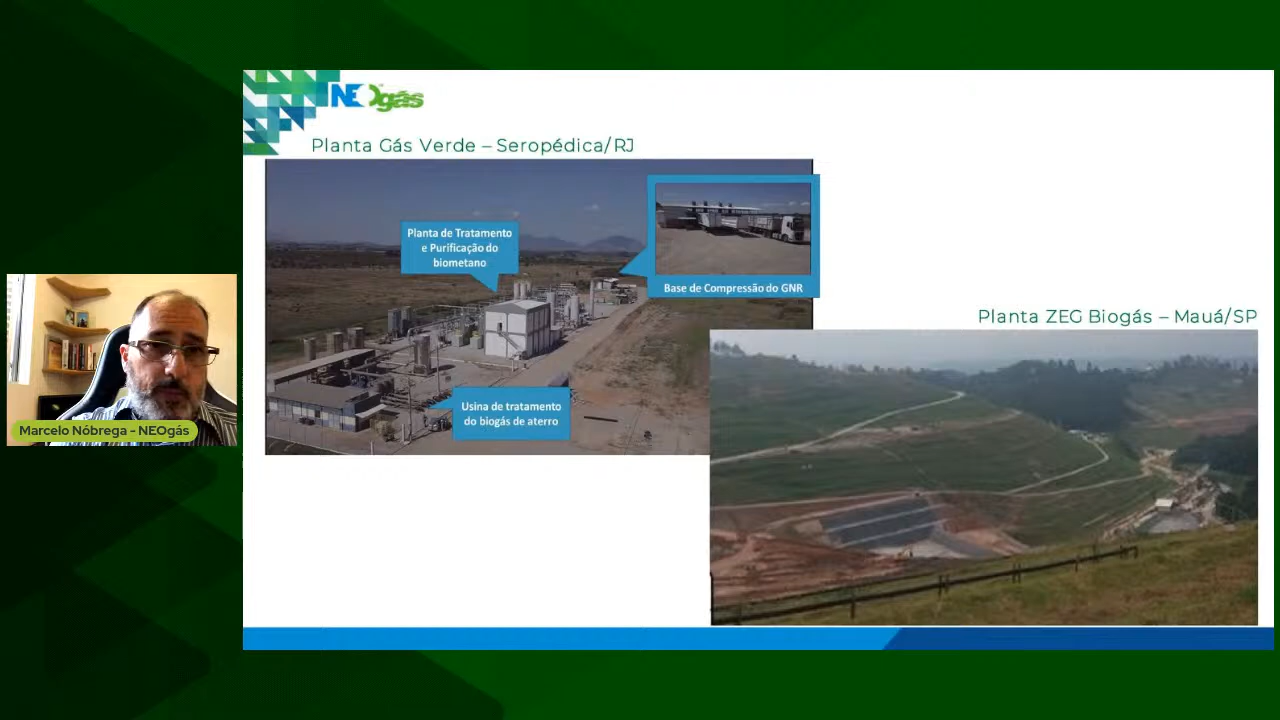 NEOgás
Planta Gás Verde – Seropédica/RJ
Planta de Tratamento
e Purificação do
biometano
Base de Compressão do GNR
Usina de tratamento
do biogás de aterro
Planta ZEG Biogás – Mauá/SP
Marcelo Nóbrega - NEOgás